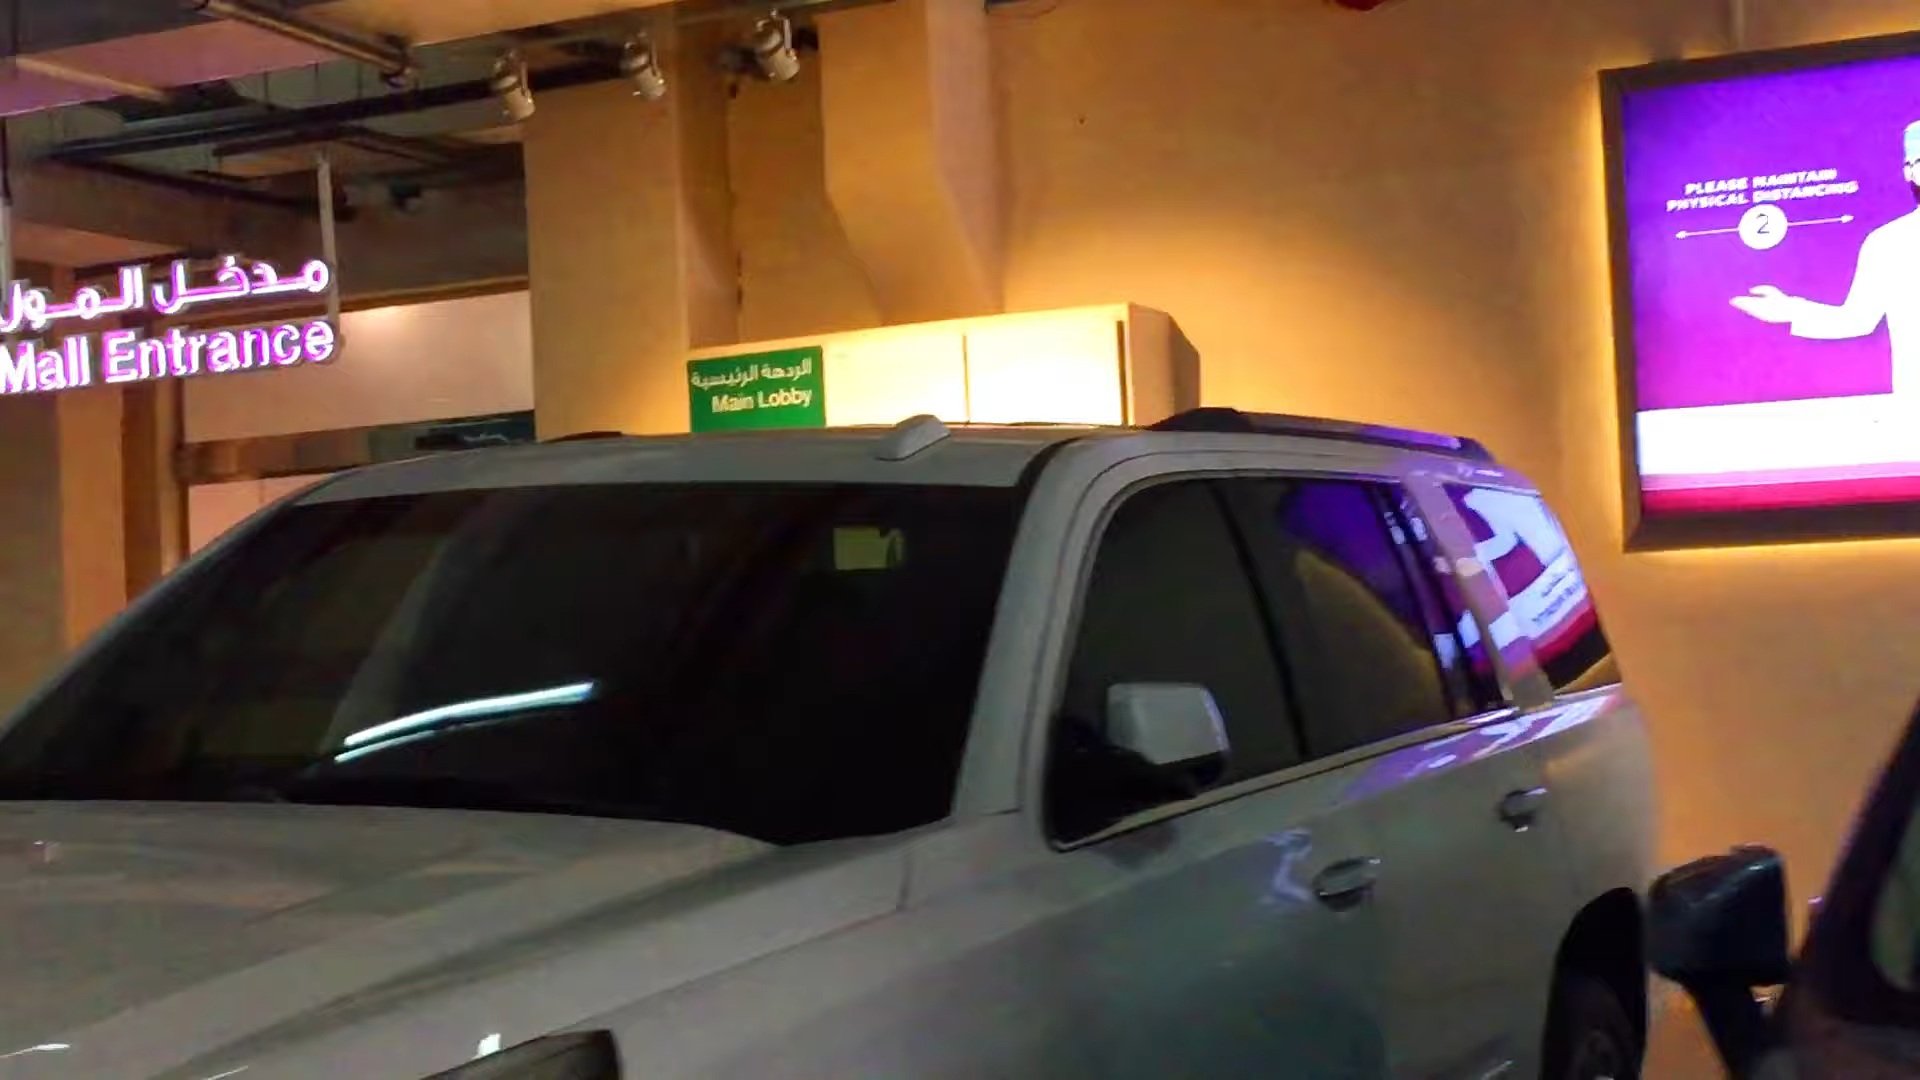 مدخل المول
Mall Entrance
الردهة الرئيسية
Main Lobby
PLEASE MAINTAIN
PHYSICAL DISTANCING
2